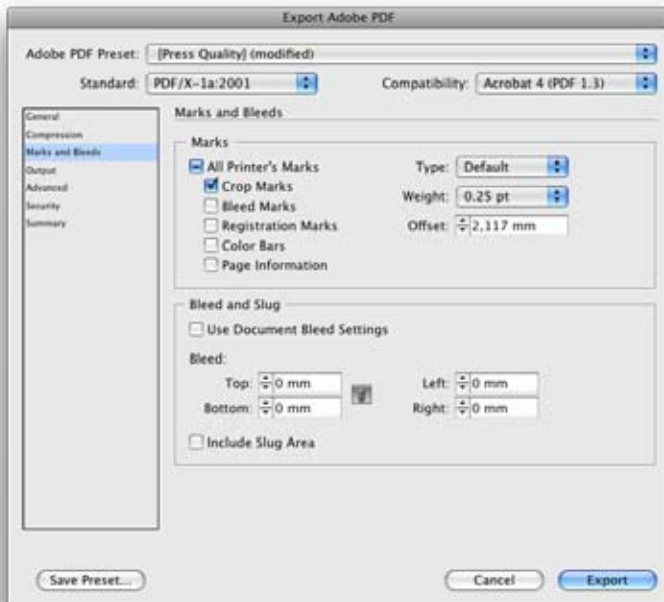 Export Adobe PDF
Adobe PDF Preset: [Press Quality] (modified)
Standard: PDF/X-1a:2001 Compatibility: Acrobat 4 (PDF 1.3)
General
Compression
Marks and Bleeds
Output
Advanced
Security
Summary
Marks and Bleeds
Marks
All Printer's Marks
Crop Marks
Bleed Marks
Registration Marks
Color Bars
Page Information
Type: Default
Weight: 0.25 pt
Offset: 2,117 mm
Bleed and Slug
Use Document Bleed Settings
Bleed:
Top: 0 mm Left: 0 mm
Bottom: 0 mm Right: 0 mm
Include Slug Area
Save Preset... Cancel Export